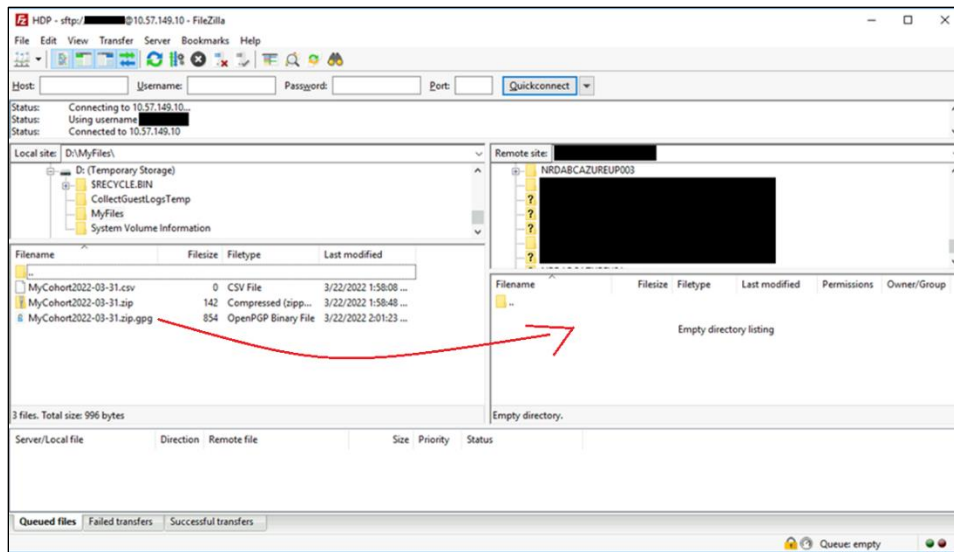 HDP - sftp:/ @10.57.149.10 - FileZilla
File Edit View Transfer Server Bookmarks Help
Host: Username: Password: Port: Quickconnect
Status: Connecting to 10.57.149.10...
Status: Using username
Status: Connected to 10.57.149.10
Local site: D:\MyFiles\
D: (Temporary Storage)
$RECYCLE.BIN
CollectGuestLogsTemp
MyFiles
System Volume Information
Remote site:
NRDABCAZUREUP003
?
?
?
?
Filename Filesize Filetype Last modified
..
MyCohort2022-03-31.csv 0 CSV File 3/22/2022 1:58:08 ...
MyCohort2022-03-31.zip 142 Compressed (zipp... 3/22/2022 1:58:48 ...
MyCohort2022-03-31.zip.gpg 854 OpenPGP Binary File 3/22/2022 2:01:23 ...
3 files. Total size: 996 bytes
Filename Filesize Filetype Last modified Permissions Owner/Group
..
Empty directory listing
Empty directory.
Server/Local file Direction Remote file Size Priority Status
Queued files Failed transfers Successful transfers
Queue: empty